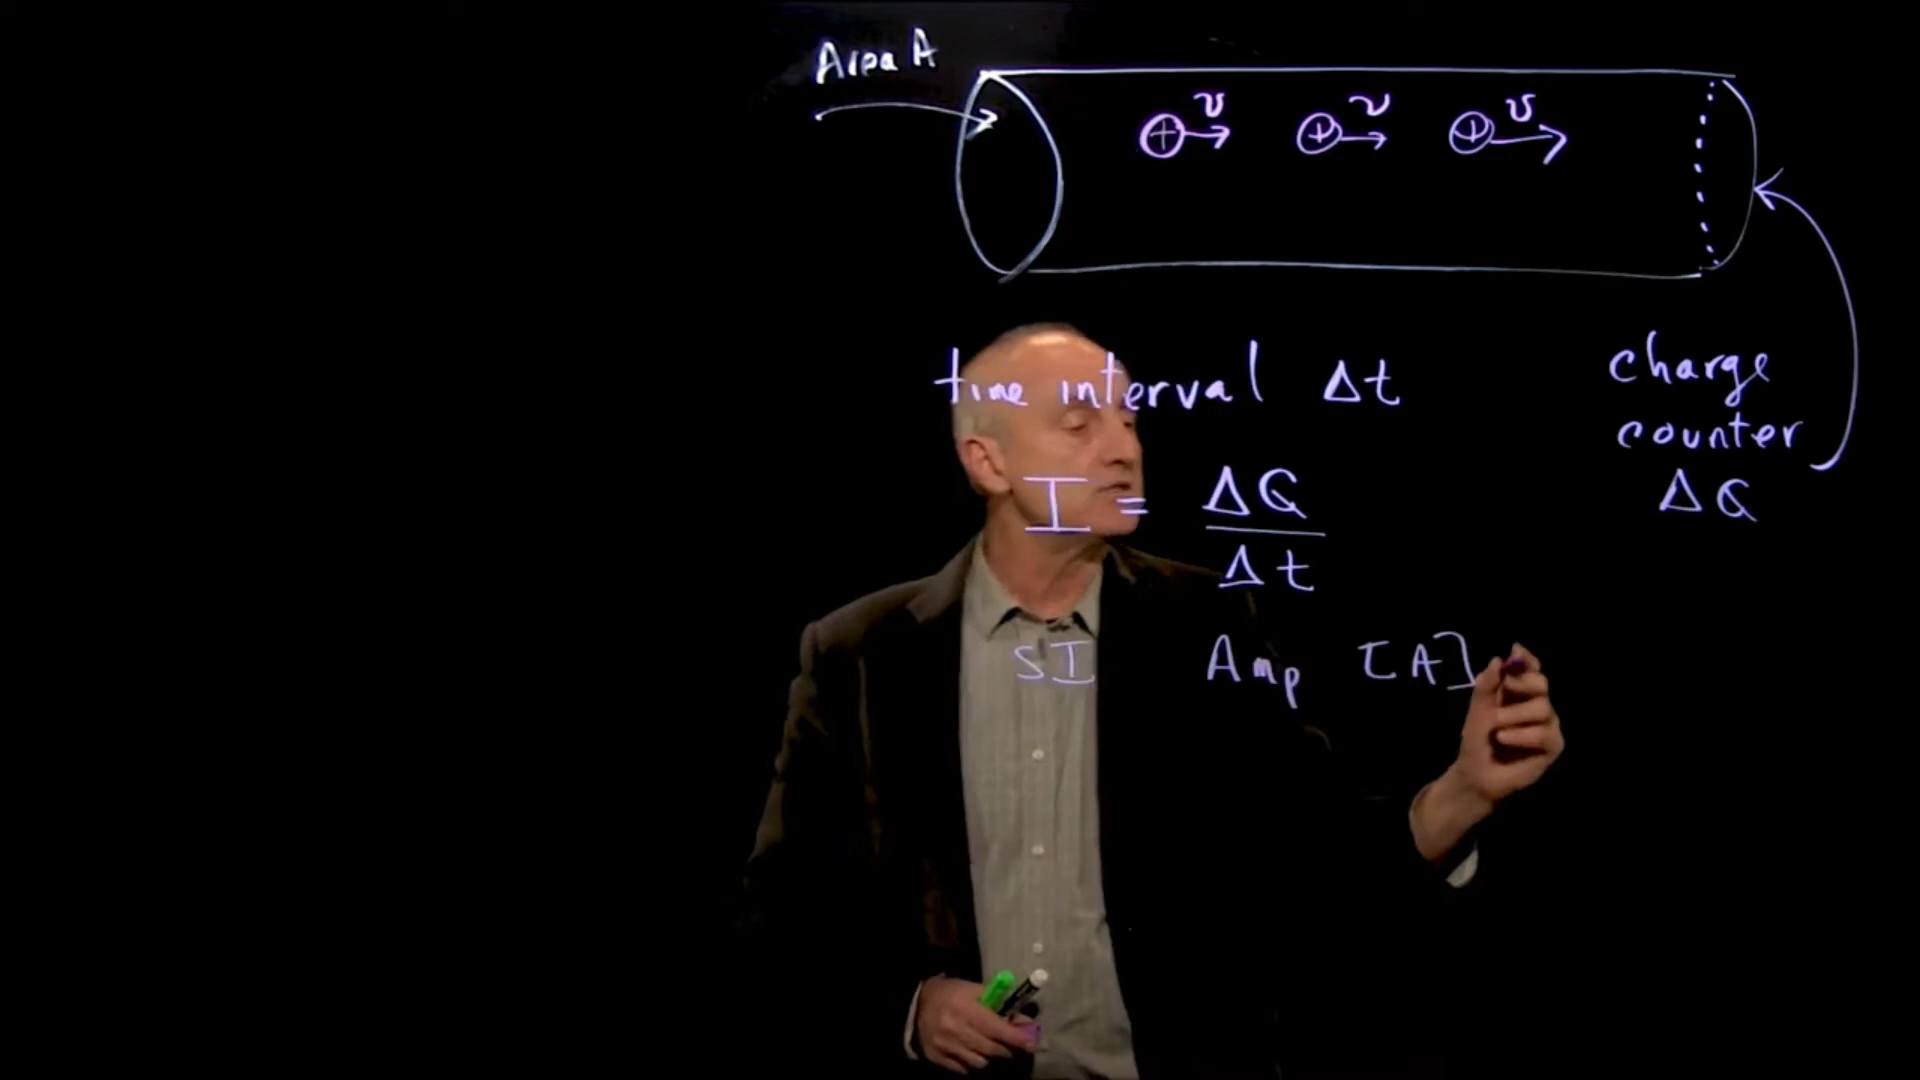 Area A
v v v
time interval Δt
charge
counter
ΔQ
I = ΔQ
Δt
SI Amp [A]